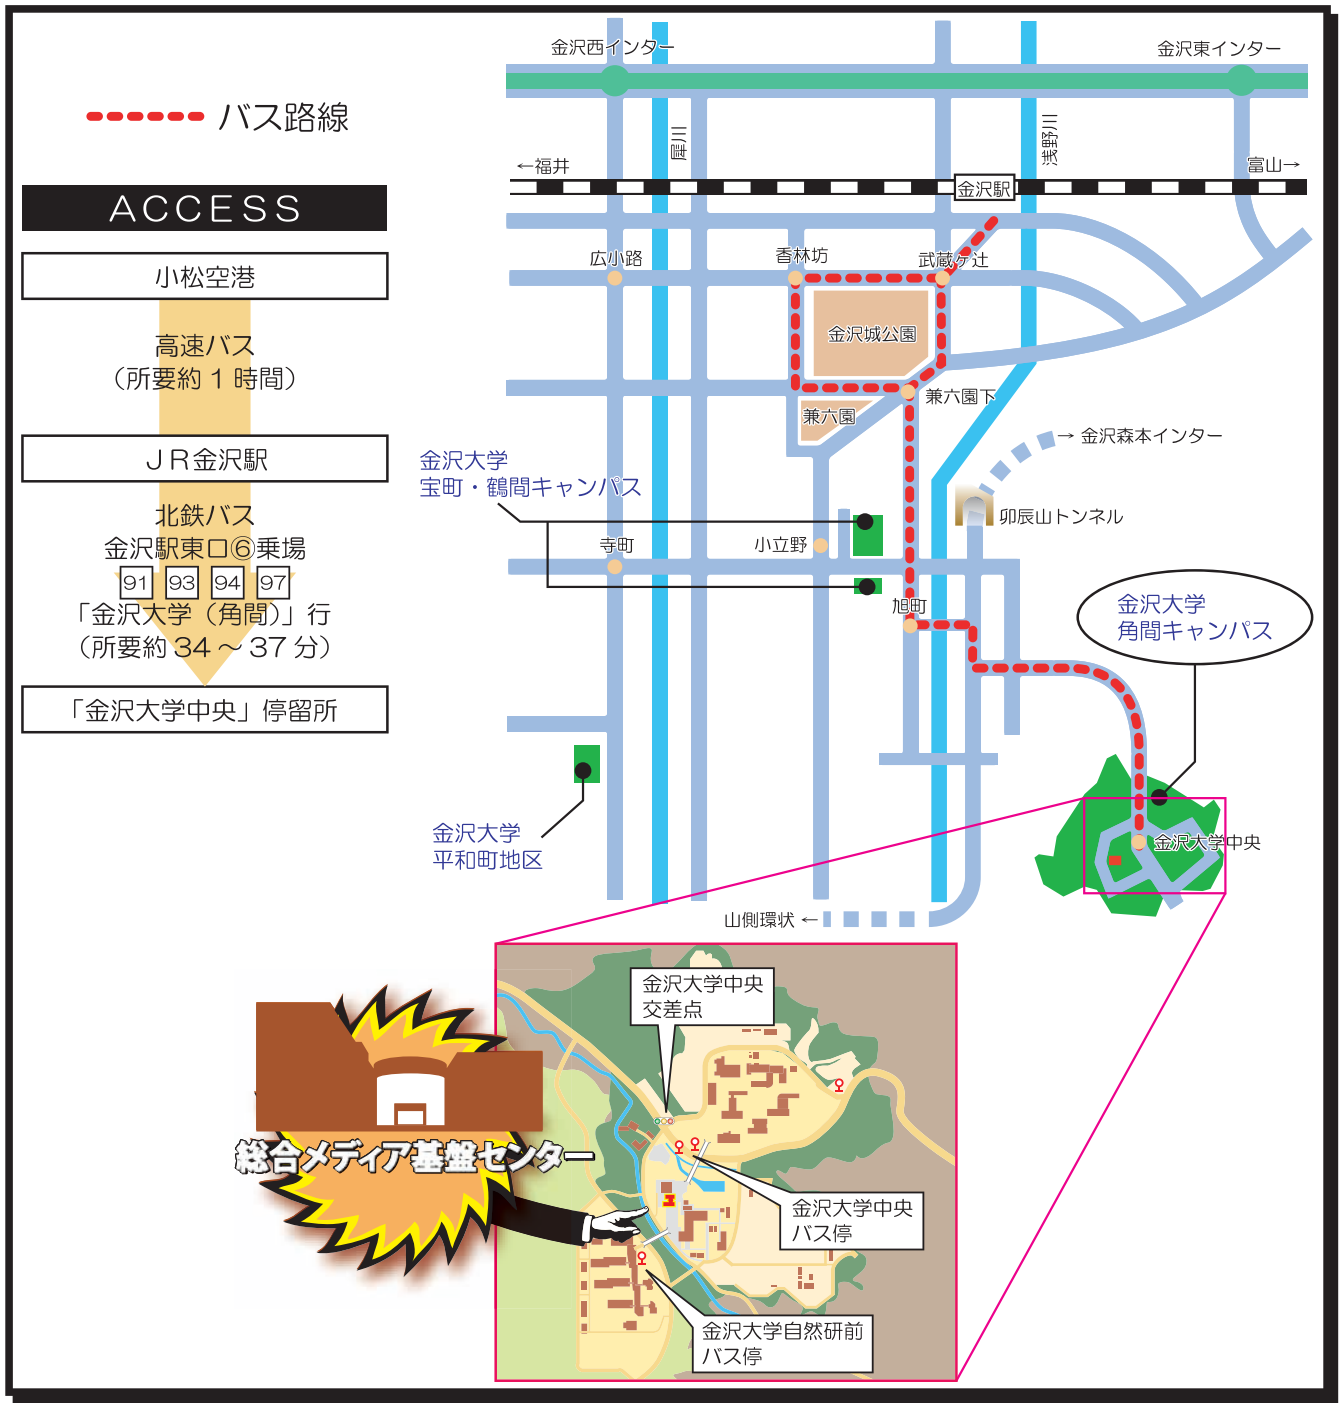 バス路線
ACCESS
小松空港
高速バス
(所要約 1 時間)
JR金沢駅
北鉄バス
金沢駅東口⑥乗場
91 93 94 97
「金沢大学（角間)」行
(所要約 34 〜 37 分)
「金沢大学中央」停留所
金沢西インター
金沢東インター
犀川
浅野川
←福井
富山→
金沢駅
広小路
香林坊
武蔵ヶ辻
金沢城公園
兼六園
兼六園下
→金沢森本インター
金沢大学
宝町・鶴間キャンパス
卯辰山トンネル
寺町
小立野
旭町
金沢大学
角間キャンパス
金沢大学
平和町地区
金沢大学中央
山側環状←
金沢大学中央
交差点
総合メディア基盤センター
金沢大学中央
バス停
金沢大学自然研前
バス停